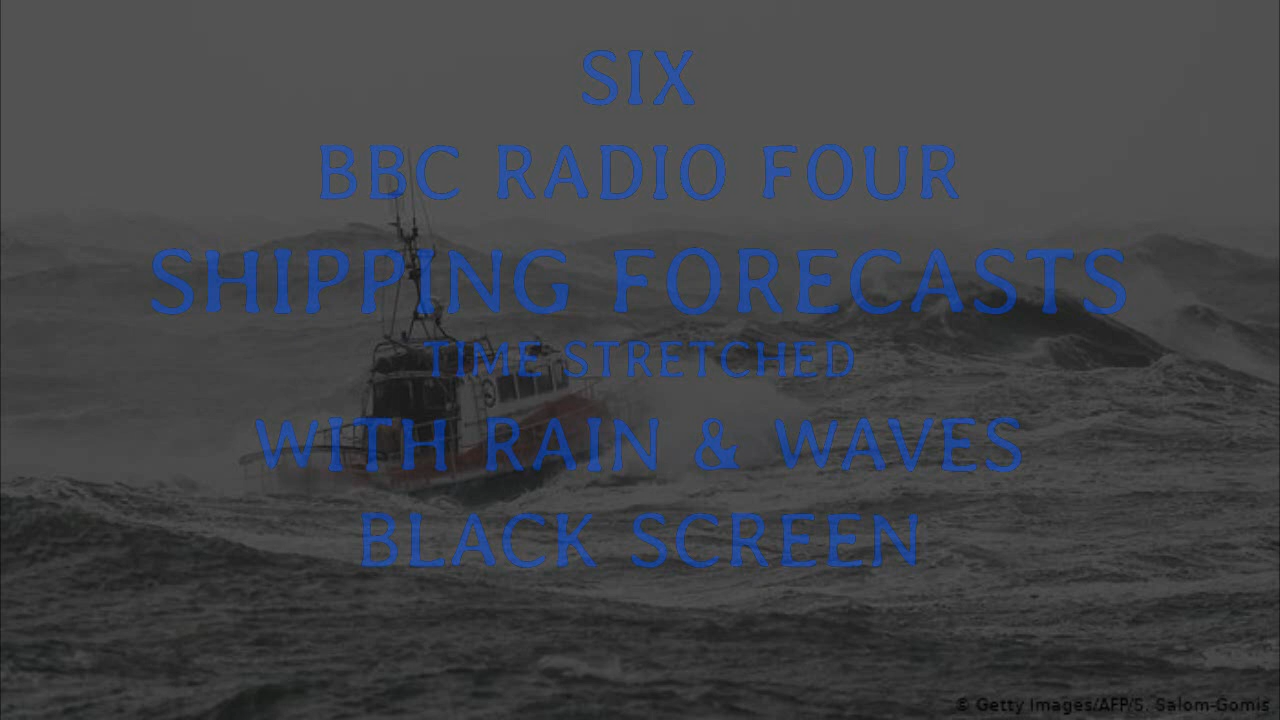 SIX
BBC RADIO FOUR
SHIPPING FORECASTS
TIME STRETCHED
WITH RAIN & WAVES
BLACK SCREEN
© Getty Images/AFP/S. Salom-Gomis